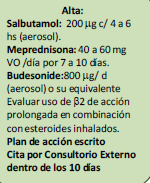 Alta:
Salbutamol: 200 µg c/ 4 a 6
hs (aerosol).
Meprednisona: 40 a 60 mg
VO /día por 7 a 10 días.
Budesonide:800 µg/ d
(aerosol) o su equivalente
Evaluar uso de β2 de acción
prolongada en combinación
con esteroides inhalados.
Plan de acción escrito
Cita por Consultorio Externo
dentro de los 10 días